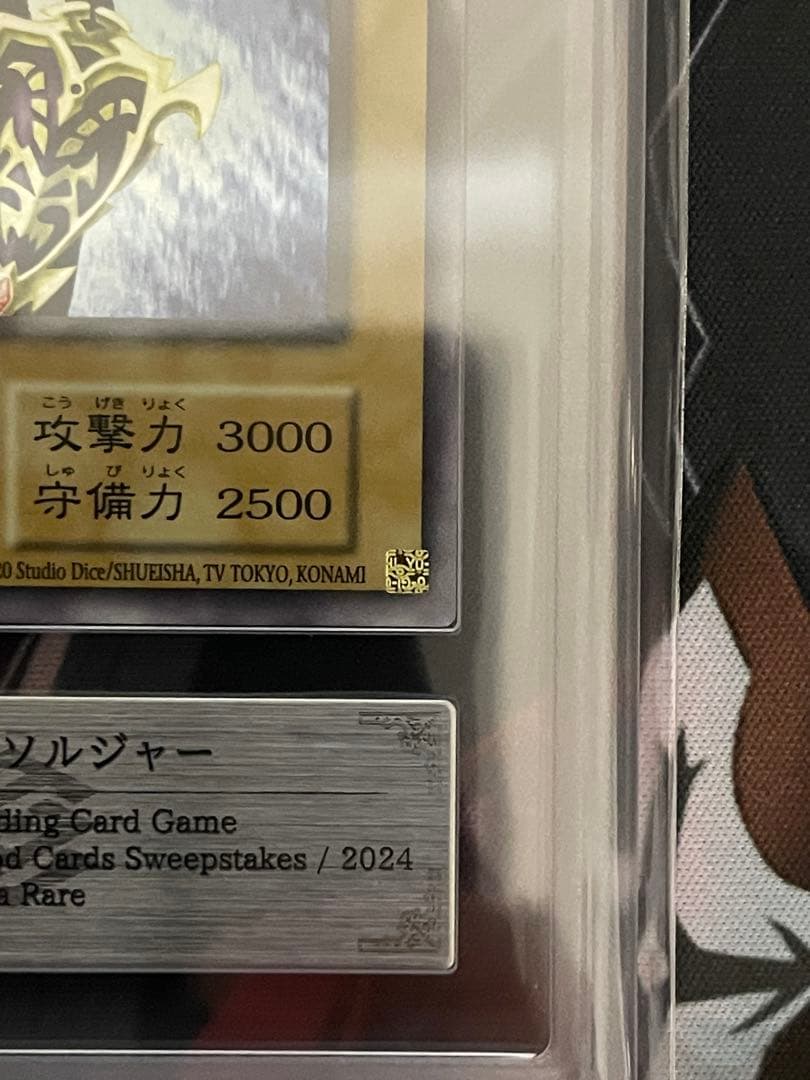 こう げき りょく
攻撃力 3000
しゅ び りょく
守備力 2500
0 Studio Dice/SHUEISHA, TV TOKYO, KONAMI
ソルジャー
ding Card Game
d Cards Sweepstakes / 2024
a Rare